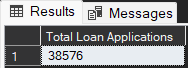 Results Messages
Total Loan Applications
1 38576